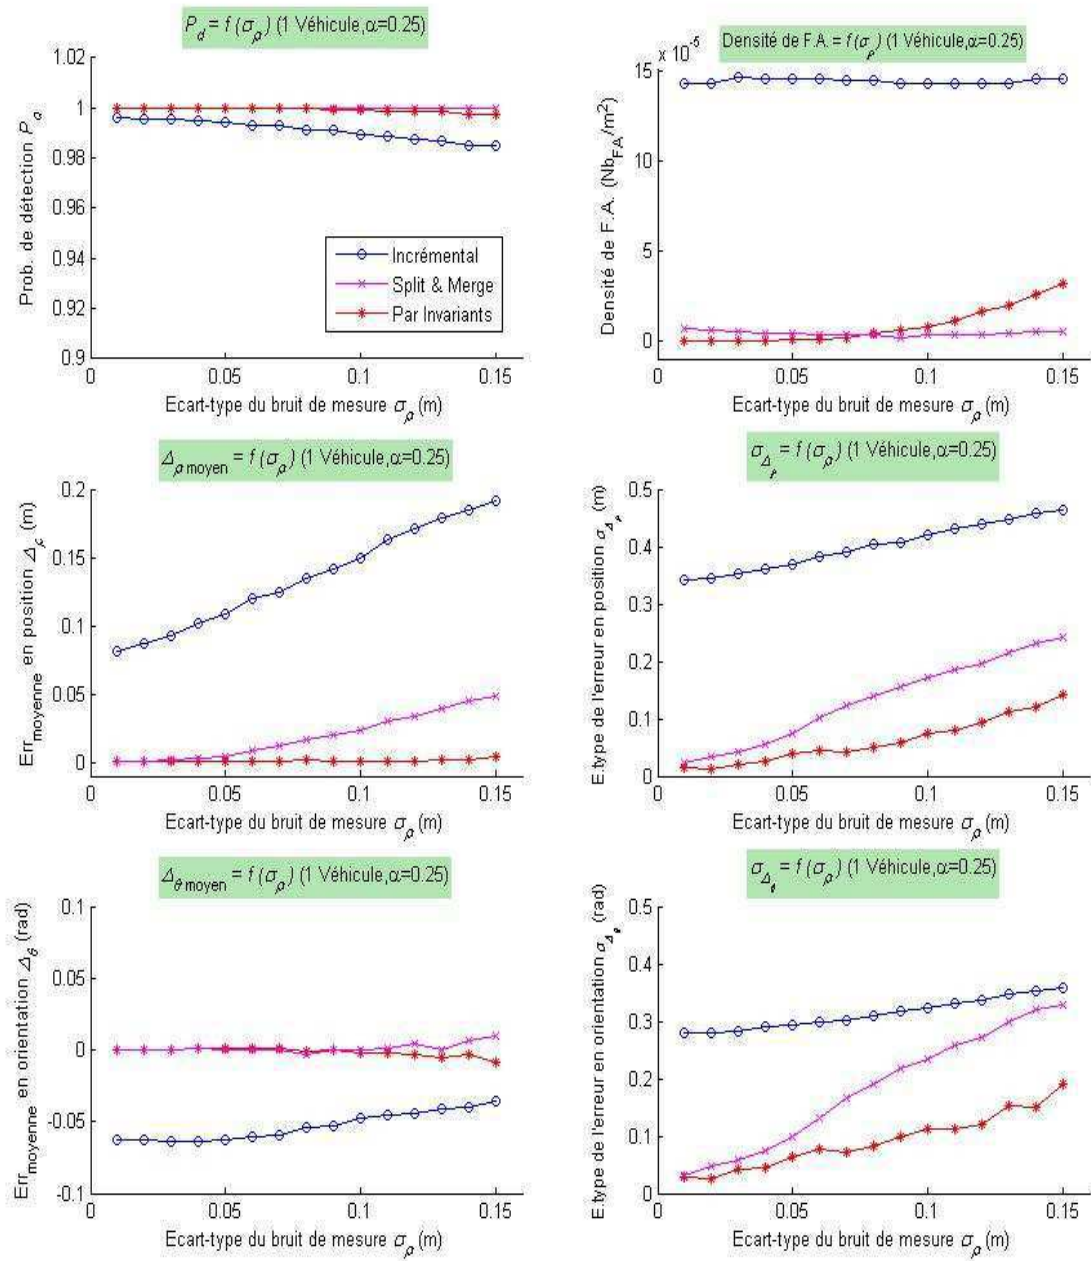 P_d = f(σ_ρ) (1 Véhicule,α=0.25)
1.02
1
0.98
0.96
0.94
0.92
0.9
0
0.05
0.1
0.15
Prob. de détection P_d
Incrémental
Split & Merge
Par Invariants
Ecart-type du bruit de mesure σ_ρ (m)
Densité de F.A. = f(σ_ρ) (1 Véhicule,α=0.25)
x 10^-5
15
10
5
0
0
0.05
0.1
0.15
Densité de F.A. (Nb_FA/m²)
Ecart-type du bruit de mesure σ_ρ (m)
Δ_ρ moyen = f(σ_ρ) (1 Véhicule,α=0.25)
0.2
0.15
0.1
0.05
0
0
0.05
0.1
0.15
Err_moyenne en position Δ_ρ (m)
Ecart-type du bruit de mesure σ_ρ (m)
σ_Δ_ρ = f(σ_ρ) (1 Véhicule,α=0.25)
0.5
0.4
0.3
0.2
0.1
0
0
0.05
0.1
0.15
E.type de l'erreur en position σ_Δ_ρ (m)
Ecart-type du bruit de mesure σ_ρ (m)
Δ_θ moyen = f(σ_ρ) (1 Véhicule,α=0.25)
0.1
0.05
0
-0.05
-0.1
0
0.05
0.1
0.15
Err_moyenne en orientation Δ_θ (rad)
Ecart-type du bruit de mesure σ_ρ (m)
σ_Δ_θ = f(σ_ρ) (1 Véhicule,α=0.25)
0.5
0.4
0.3
0.2
0.1
0
0
0.05
0.1
0.15
E.type de l'erreur en orientation σ_Δ_θ (rad)
Ecart-type du bruit de mesure σ_ρ (m)